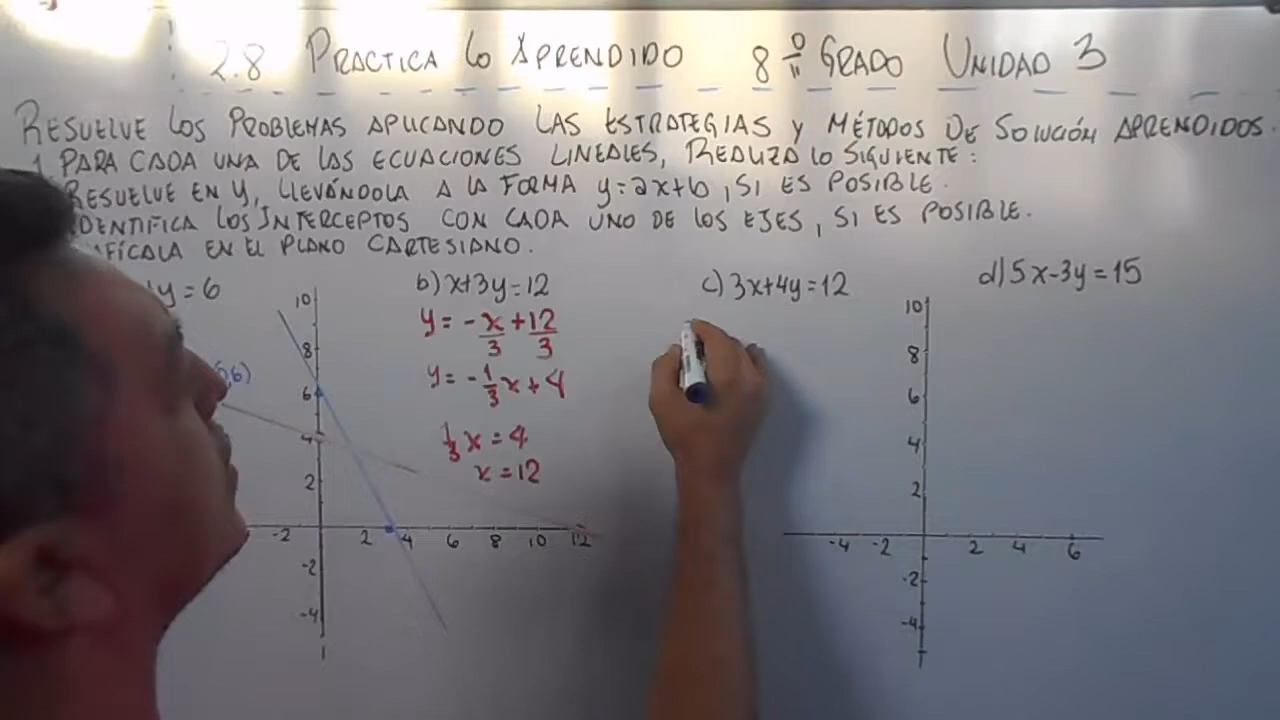 2.8 PRACTICA LO APRENDIDO 8º GRADO UNIDAD 3
RESUELVE LOS PROBLEMAS APLICANDO LAS ESTRATEGIAS Y MÉTODOS DE SOLUCIÓN APRENDIDOS.
1. PARA CADA UNA DE LAS ECUACIONES LINEALES, REALIZA LO SIGUIENTE:
RESUELVE EN Y, LLEVÁNDOLA A LA FORMA y=ax+b, SI ES POSIBLE.
IDENTIFICA LOS INTERCEPTOS CON CADA UNO DE LOS EJES, SI ES POSIBLE.
FÍCALA EN EL PLANO CARTESIANO.
y=6
b) x+3y=12
c) 3x+4y=12
d) 5x-3y=15
y = -x/3 + 12/3
y = -1/3 x + 4
1/3 x = 4
x = 12
,6)
10
8
6
4
2
-2 2 4 6 8 10 12
-2
-4
10
8
6
4
2
-4 -2 2 4 6
-2
-4